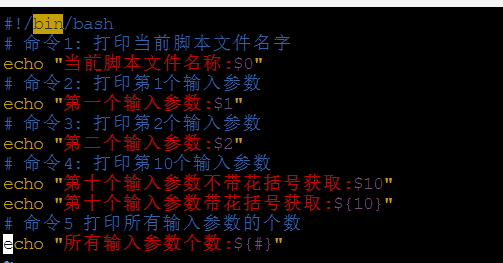 #!/bin/bash
# 命令1: 打印当前脚本文件名字
echo "当前脚本文件名称:$0"
# 命令2: 打印第1个输入参数
echo "第一个输入参数:$1"
# 命令3: 打印第2个输入参数
echo "第二个输入参数:$2"
# 命令4: 打印第10个输入参数
echo "第十个输入参数不带花括号获取:$10"
echo "第十个输入参数带花括号获取:${10}"
# 命令5 打印所有输入参数的个数
echo "所有输入参数个数:${#}"